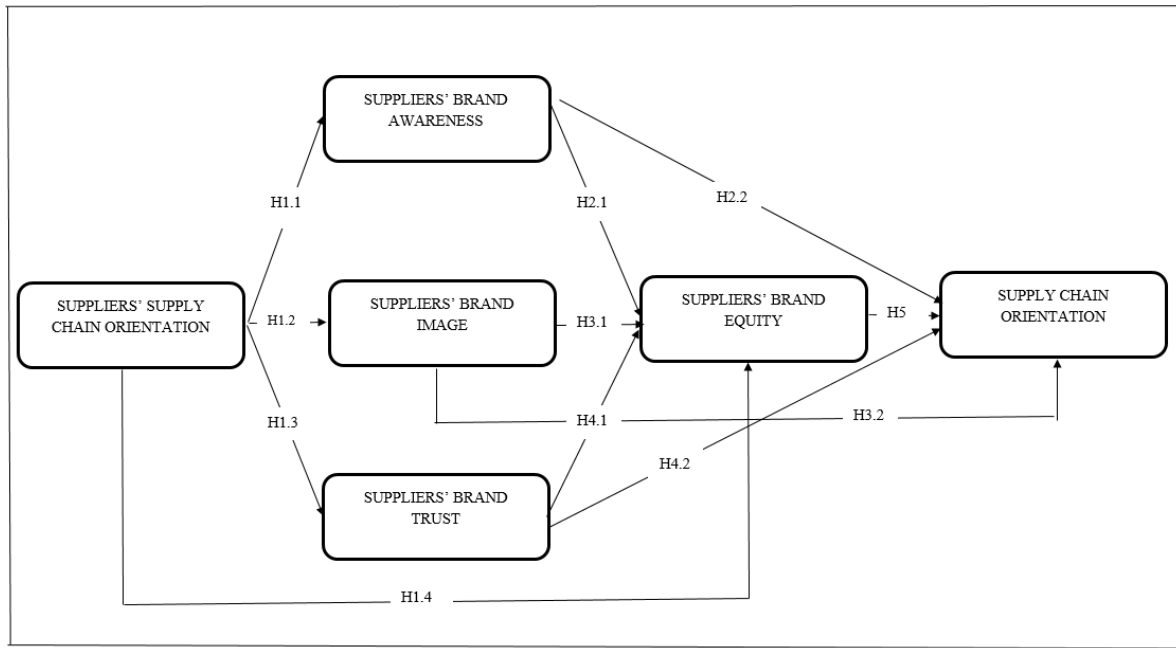 SUPPLIERS’ BRAND
AWARENESS
H1.1
H2.1
H2.2
SUPPLIERS’ SUPPLY
CHAIN ORIENTATION
H1.2
SUPPLIERS’ BRAND
IMAGE
H3.1
SUPPLIERS’ BRAND
EQUITY
H5
SUPPLY CHAIN
ORIENTATION
H1.3
H4.1
H3.2
H4.2
SUPPLIERS’ BRAND
TRUST
H1.4